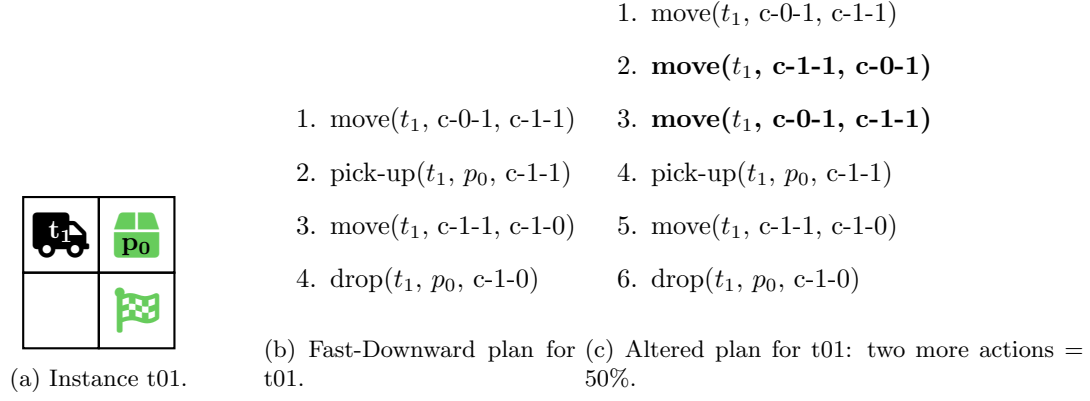 t₁
p₀
(a) Instance t01.
1. move(t₁, c-0-1, c-1-1)
2. pick-up(t₁, p₀, c-1-1)
3. move(t₁, c-1-1, c-1-0)
4. drop(t₁, p₀, c-1-0)
(b) Fast-Downward plan for
t01.
1. move(t₁, c-0-1, c-1-1)
2. move(t₁, c-1-1, c-0-1)
3. move(t₁, c-0-1, c-1-1)
4. pick-up(t₁, p₀, c-1-1)
5. move(t₁, c-1-1, c-1-0)
6. drop(t₁, p₀, c-1-0)
(c) Altered plan for t01: two more actions =
50%.